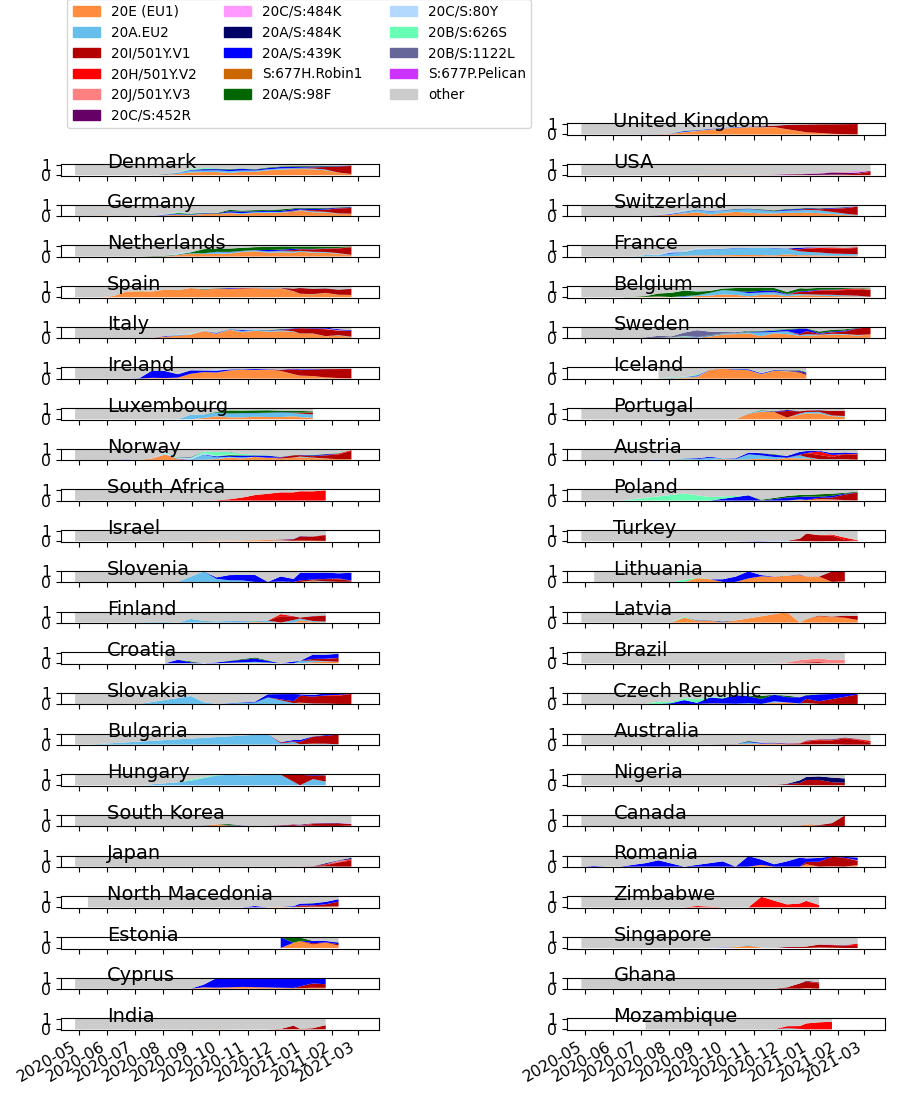 20E (EU1) 20C/S:484K 20C/S:80Y
20A.EU2 20A/S:484K 20B/S:626S
20I/501Y.V1 20A/S:439K 20B/S:1122L
20H/501Y.V2 S:677H.Robin1 S:677P.Pelican
20J/501Y.V3 20A/S:98F other
20C/S:452R
United Kingdom
1
0
Denmark USA
1 1
0 0
Germany Switzerland
1 1
0 0
Netherlands France
1 1
0 0
Spain Belgium
1 1
0 0
Italy Sweden
1 1
0 0
Ireland Iceland
1 1
0 0
Luxembourg Portugal
1 1
0 0
Norway Austria
1 1
0 0
South Africa Poland
1 1
0 0
Israel Turkey
1 1
0 0
Slovenia Lithuania
1 1
0 0
Finland Latvia
1 1
0 0
Croatia Brazil
1 1
0 0
Slovakia Czech Republic
1 1
0 0
Bulgaria Australia
1 1
0 0
Hungary Nigeria
1 1
0 0
South Korea Canada
1 1
0 0
Japan Romania
1 1
0 0
North Macedonia Zimbabwe
1 1
0 0
Estonia Singapore
1 1
0 0
Cyprus Ghana
1 1
0 0
India Mozambique
1 1
0 0
2020-05 2020-06 2020-07 2020-08 2020-09 2020-10 2020-11 2020-12 2021-01 2021-02 2021-03 2020-05 2020-06 2020-07 2020-08 2020-09 2020-10 2020-11 2020-12 2021-01 2021-02 2021-03